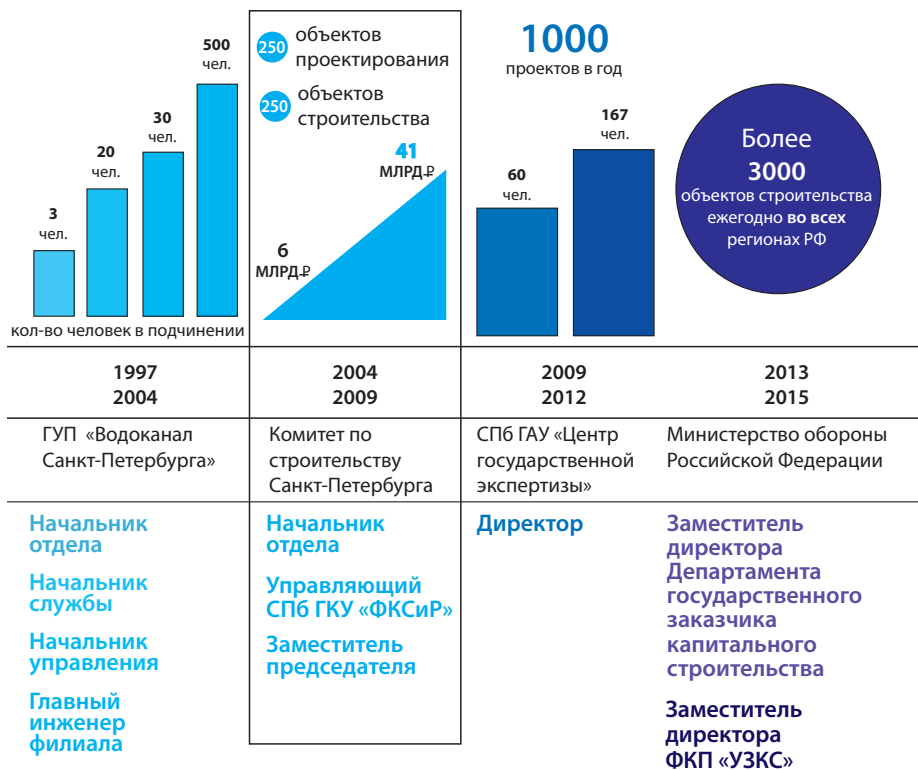 500
чел.
30
чел.
20
чел.
3
чел.
кол-во человек в подчинении
250 объектов
проектирования
250 объектов
строительства
41
МЛРД ₽
6
МЛРД ₽
1000
проектов в год
167
чел.
60
чел.
Более
3000
объектов строительства
ежегодно во всех
регионах РФ
1997
2004
2004
2009
2009
2012
2013
2015
ГУП «Водоканал
Санкт-Петербурга»
Комитет по
строительству
Санкт-Петербурга
СПб ГАУ «Центр
государственной
экспертизы»
Министерство обороны
Российской Федерации
Начальник
отдела
Начальник
службы
Начальник
управления
Главный
инженер
филиала
Начальник
отдела
Управляющий
СПб ГКУ «ФКСиР»
Заместитель
председателя
Директор
Заместитель
директора
Департамента
государственного
заказчика
капитального
строительства
Заместитель
директора
ФКП «УЗКС»